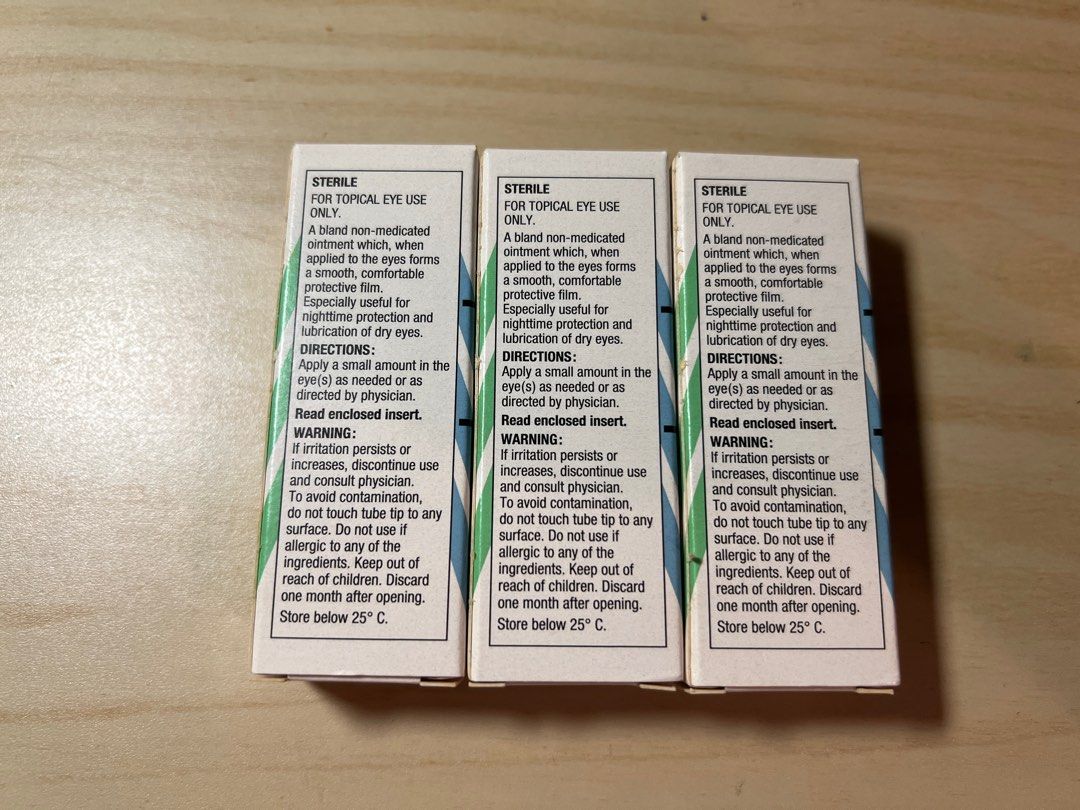 STERILE
FOR TOPICAL EYE USE
ONLY.
A bland non-medicated
ointment which, when
applied to the eyes forms
a smooth, comfortable
protective film.
Especially useful for
nighttime protection and
lubrication of dry eyes.
DIRECTIONS:
Apply a small amount in the
eye(s) as needed or as
directed by physician.
Read enclosed insert.
WARNING:
If irritation persists or
increases, discontinue use
and consult physician.
To avoid contamination,
do not touch tube tip to any
surface. Do not use if
allergic to any of the
ingredients. Keep out of
reach of children. Discard
one month after opening.
Store below 25° C.
STERILE
FOR TOPICAL EYE USE
ONLY.
A bland non-medicated
ointment which, when
applied to the eyes forms
a smooth, comfortable
protective film.
Especially useful for
nighttime protection and
lubrication of dry eyes.
DIRECTIONS:
Apply a small amount in the
eye(s) as needed or as
directed by physician.
Read enclosed insert.
WARNING:
If irritation persists or
increases, discontinue use
and consult physician.
To avoid contamination,
do not touch tube tip to any
surface. Do not use if
allergic to any of the
ingredients. Keep out of
reach of children. Discard
one month after opening.
Store below 25° C.
STERILE
FOR TOPICAL EYE USE
ONLY.
A bland non-medicated
ointment which, when
applied to the eyes forms
a smooth, comfortable
protective film.
Especially useful for
nighttime protection and
lubrication of dry eyes.
DIRECTIONS:
Apply a small amount in the
eye(s) as needed or as
directed by physician.
Read enclosed insert.
WARNING:
If irritation persists or
increases, discontinue use
and consult physician.
To avoid contamination,
do not touch tube tip to any
surface. Do not use if
allergic to any of the
ingredients. Keep out of
reach of children. Discard
one month after opening.
Store below 25° C.